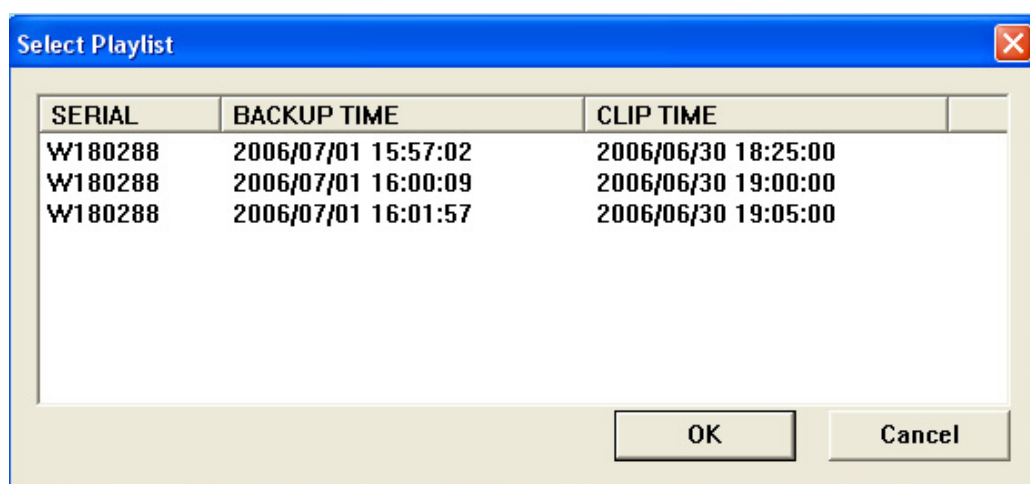 Select Playlist
SERIAL BACKUP TIME CLIP TIME
W180288 2006/07/01 15:57:02 2006/06/30 18:25:00
W180288 2006/07/01 16:00:09 2006/06/30 19:00:00
W180288 2006/07/01 16:01:57 2006/06/30 19:05:00
OK Cancel